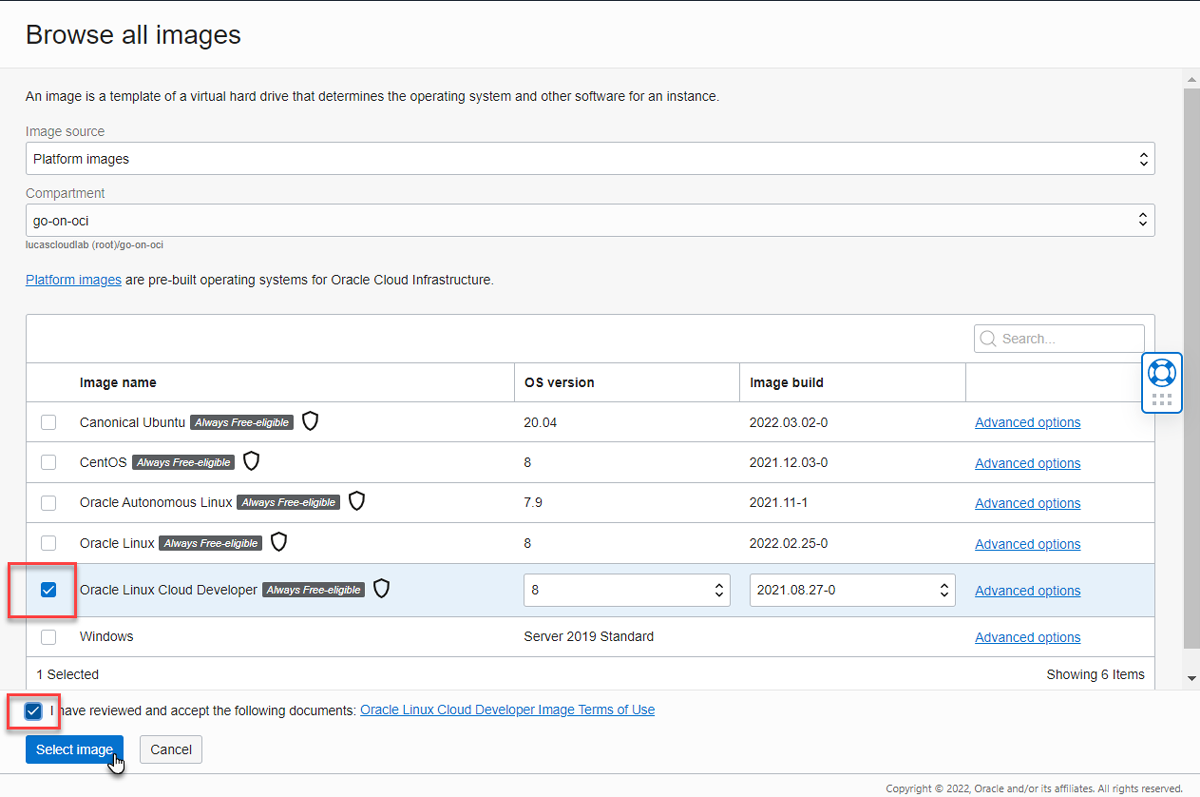 Browse all images
An image is a template of a virtual hard drive that determines the operating system and other software for an instance.
Image source
Platform images
Compartment
go-on-oci
lucascloudlab (root)/go-on-oci
Platform images are pre-built operating systems for Oracle Cloud Infrastructure.
Search...
Image name OS version Image build
Canonical Ubuntu Always Free-eligible 20.04 2022.03.02-0 Advanced options
CentOS Always Free-eligible 8 2021.12.03-0 Advanced options
Oracle Autonomous Linux Always Free-eligible 7.9 2021.11-1 Advanced options
Oracle Linux Always Free-eligible 8 2022.02.25-0 Advanced options
Oracle Linux Cloud Developer Always Free-eligible 8 2021.08.27-0 Advanced options
Windows Server 2019 Standard Advanced options
1 Selected Showing 6 Items
I have reviewed and accept the following documents: Oracle Linux Cloud Developer Image Terms of Use
Select image Cancel
Copyright © 2022, Oracle and/or its affiliates. All rights reserved.